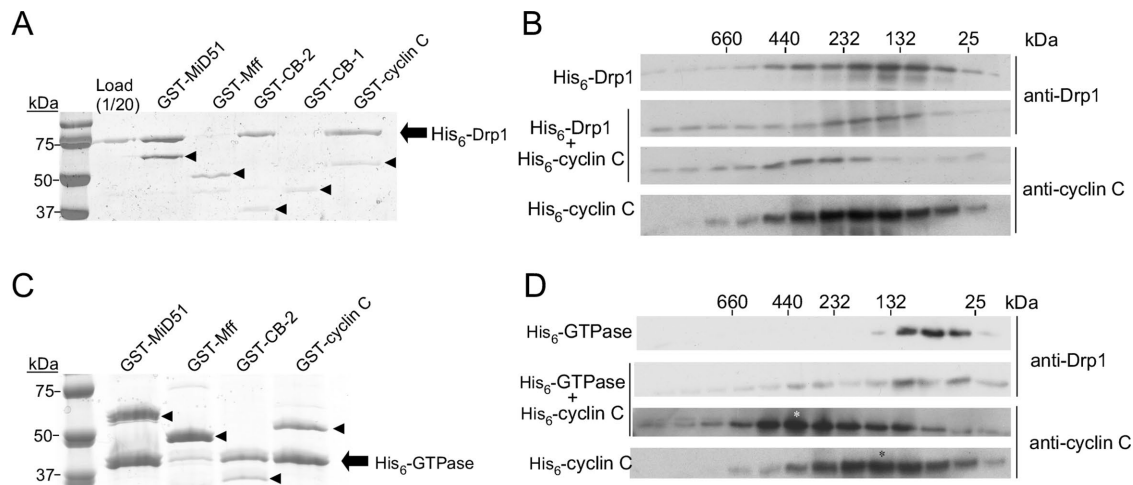 A
Load
(1/20)
GST-MiD51
GST-Mff
GST-CB-2
GST-CB-1
GST-cyclin C
kDa
75
50
37
His6-Drp1
B
660 440 232 132 25 kDa
His6-Drp1
His6-Drp1
+
His6-cyclin C
His6-cyclin C
anti-Drp1
anti-cyclin C
C
GST-MiD51
GST-Mff
GST-CB-2
GST-cyclin C
kDa
75
50
37
His6-GTPase
D
660 440 232 132 25 kDa
His6-GTPase
His6-GTPase
+
His6-cyclin C
*
His6-cyclin C
*
anti-Drp1
anti-cyclin C